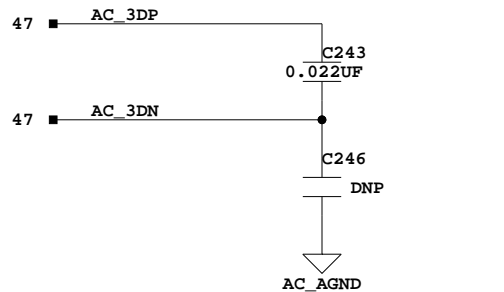 47 AC_3DP
C243
0.022UF
47 AC_3DN
C246
DNP
AC_AGND